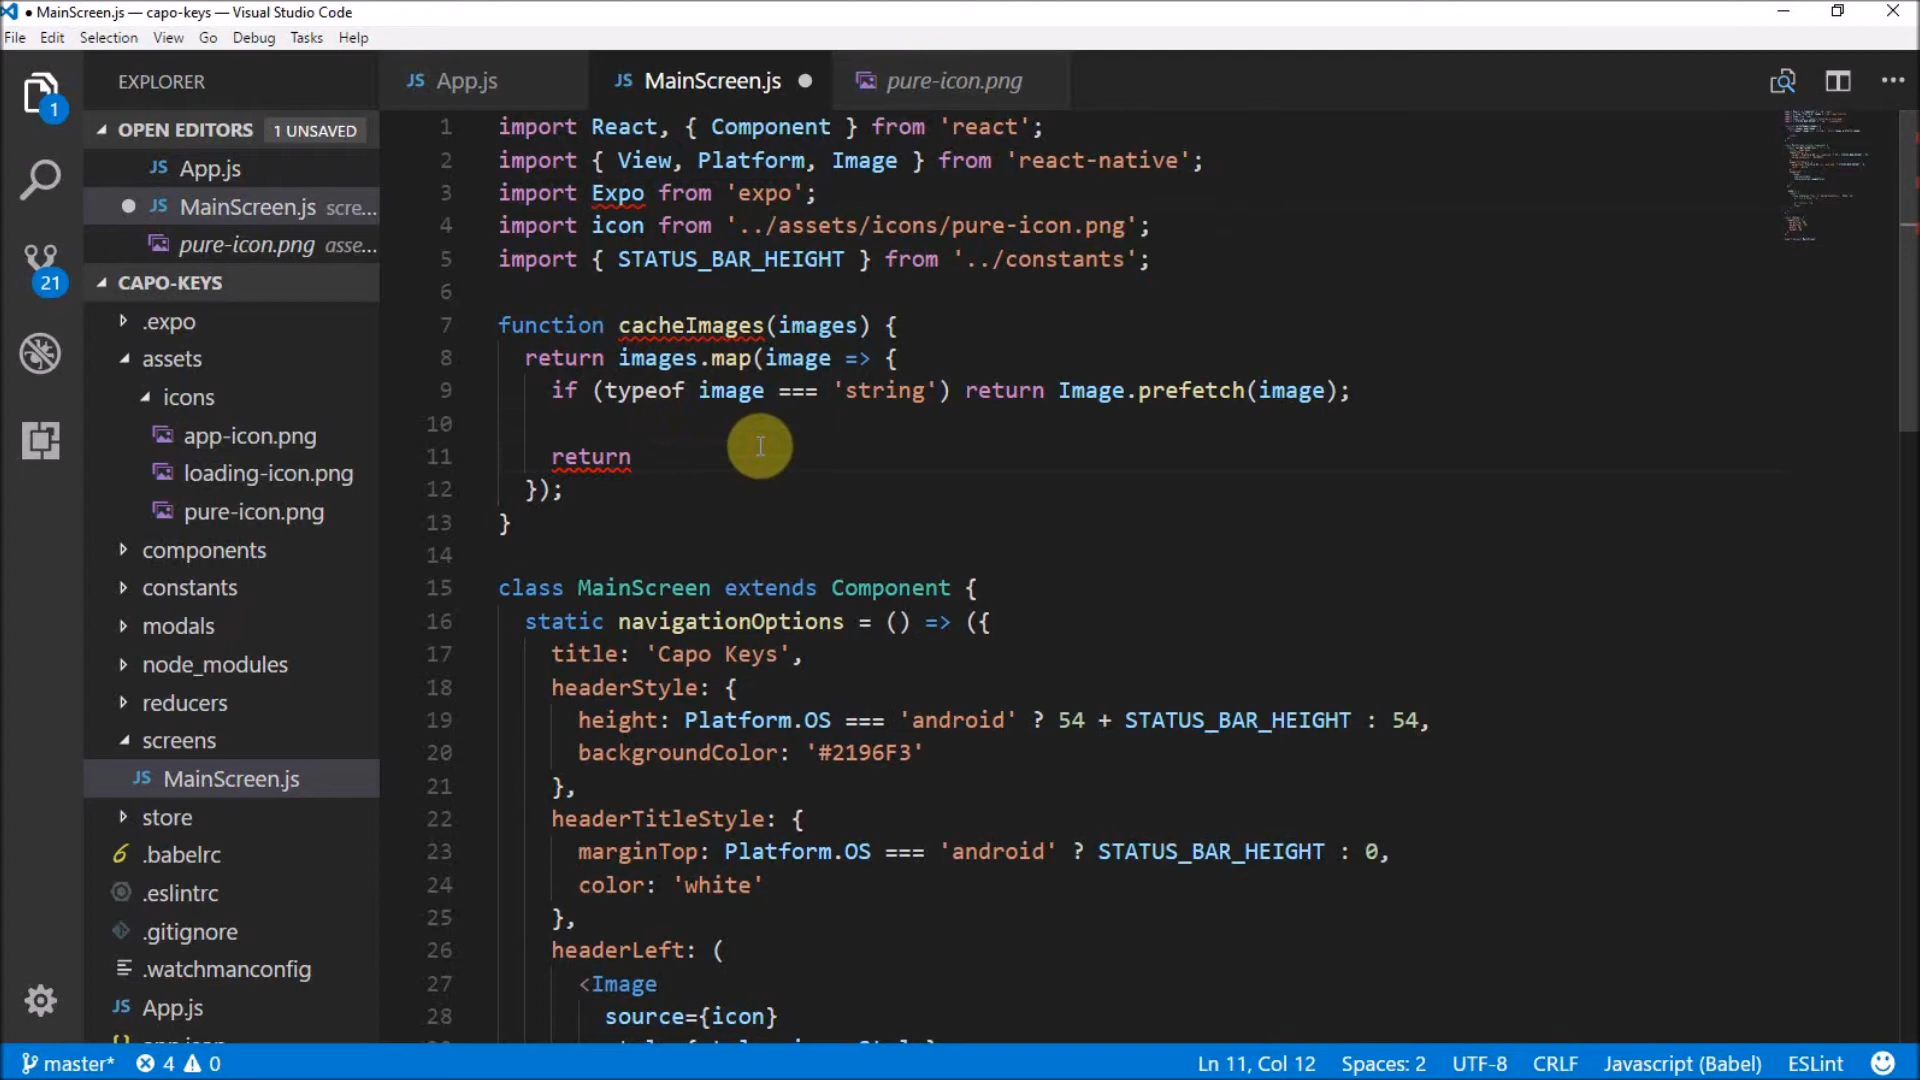 ● MainScreen.js — capo-keys — Visual Studio Code
File Edit Selection View Go Debug Tasks Help
EXPLORER
App.js
MainScreen.js ●
pure-icon.png
1
OPEN EDITORS 1 UNSAVED
JS App.js
● JS MainScreen.js scre...
pure-icon.png asse...
21
CAPO-KEYS
.expo
assets
icons
app-icon.png
loading-icon.png
pure-icon.png
components
constants
modals
node_modules
reducers
screens
JS MainScreen.js
store
.babelrc
.eslintrc
.gitignore
.watchmanconfig
JS App.js
1 import React, { Component } from 'react';
2 import { View, Platform, Image } from 'react-native';
3 import Expo from 'expo';
4 import icon from '../assets/icons/pure-icon.png';
5 import { STATUS_BAR_HEIGHT } from '../constants';
6
7 function cacheImages(images) {
8 return images.map(image => {
9 if (typeof image === 'string') return Image.prefetch(image);
10
11 return
12 });
13 }
14
15 class MainScreen extends Component {
16 static navigationOptions = () => ({
17 title: 'Capo Keys',
18 headerStyle: {
19 height: Platform.OS === 'android' ? 54 + STATUS_BAR_HEIGHT : 54,
20 backgroundColor: '#2196F3'
21 },
22 headerTitleStyle: {
23 marginTop: Platform.OS === 'android' ? STATUS_BAR_HEIGHT : 0,
24 color: 'white'
25 },
26 headerLeft: (
27 <Image
28 source={icon}
master* 4 0 Ln 11, Col 12 Spaces: 2 UTF-8 CRLF Javascript (Babel) ESLint